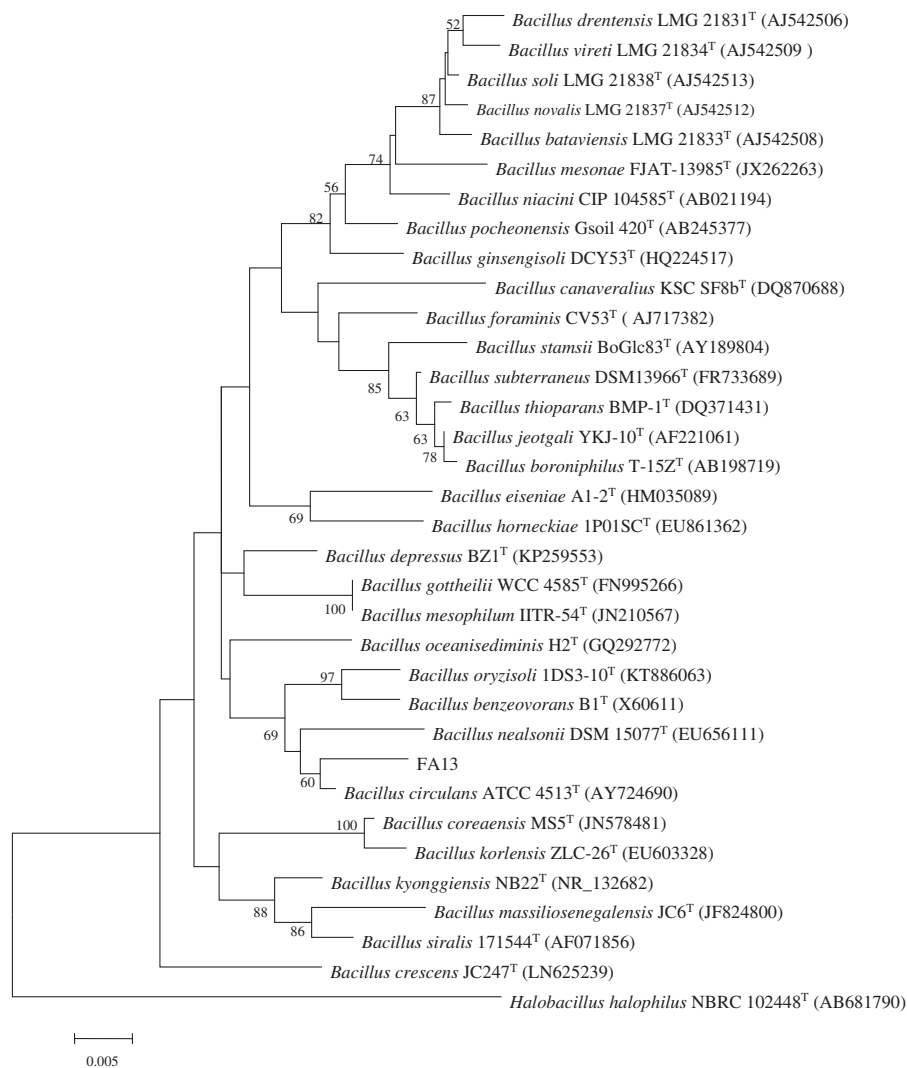 52
Bacillus drentensis LMG 21831ᵀ (AJ542506)
Bacillus vireti LMG 21834ᵀ (AJ542509 )
Bacillus soli LMG 21838ᵀ (AJ542513)
87
Bacillus novalis LMG 21837ᵀ (AJ542512)
Bacillus bataviensis LMG 21833ᵀ (AJ542508)
74
Bacillus mesonae FJAT-13985ᵀ (JX262263)
56
Bacillus niacini CIP 104585ᵀ (AB021194)
82
Bacillus pocheonensis Gsoil 420ᵀ (AB245377)
Bacillus ginsengisoli DCY53ᵀ (HQ224517)
Bacillus canaveralius KSC SF8bᵀ (DQ870688)
Bacillus foraminis CV53ᵀ ( AJ717382)
Bacillus stamsii BoGlc83ᵀ (AY189804)
85
Bacillus subterraneus DSM13966ᵀ (FR733689)
63
Bacillus thioparans BMP-1ᵀ (DQ371431)
63
Bacillus jeotgali YKJ-10ᵀ (AF221061)
78
Bacillus boroniphilus T-15Zᵀ (AB198719)
Bacillus eiseniae A1-2ᵀ (HM035089)
69
Bacillus horneckiae 1P01SCᵀ (EU861362)
Bacillus depressus BZ1ᵀ (KP259553)
Bacillus gottheilii WCC 4585ᵀ (FN995266)
100
Bacillus mesophilum IITR-54ᵀ (JN210567)
Bacillus oceanisediminis H2ᵀ (GQ292772)
97
Bacillus oryzisoli 1DS3-10ᵀ (KT886063)
Bacillus benzeovorans B1ᵀ (X60611)
69
Bacillus nealsonii DSM 15077ᵀ (EU656111)
FA13
60
Bacillus circulans ATCC 4513ᵀ (AY724690)
100
Bacillus coreaensis MS5ᵀ (JN578481)
Bacillus korlensis ZLC-26ᵀ (EU603328)
Bacillus kyonggiensis NB22ᵀ (NR_132682)
88
Bacillus massiliosenegalensis JC6ᵀ (JF824800)
86
Bacillus siralis 171544ᵀ (AF071856)
Bacillus crescens JC247ᵀ (LN625239)
Halobacillus halophilus NBRC 102448ᵀ (AB681790)
0.005